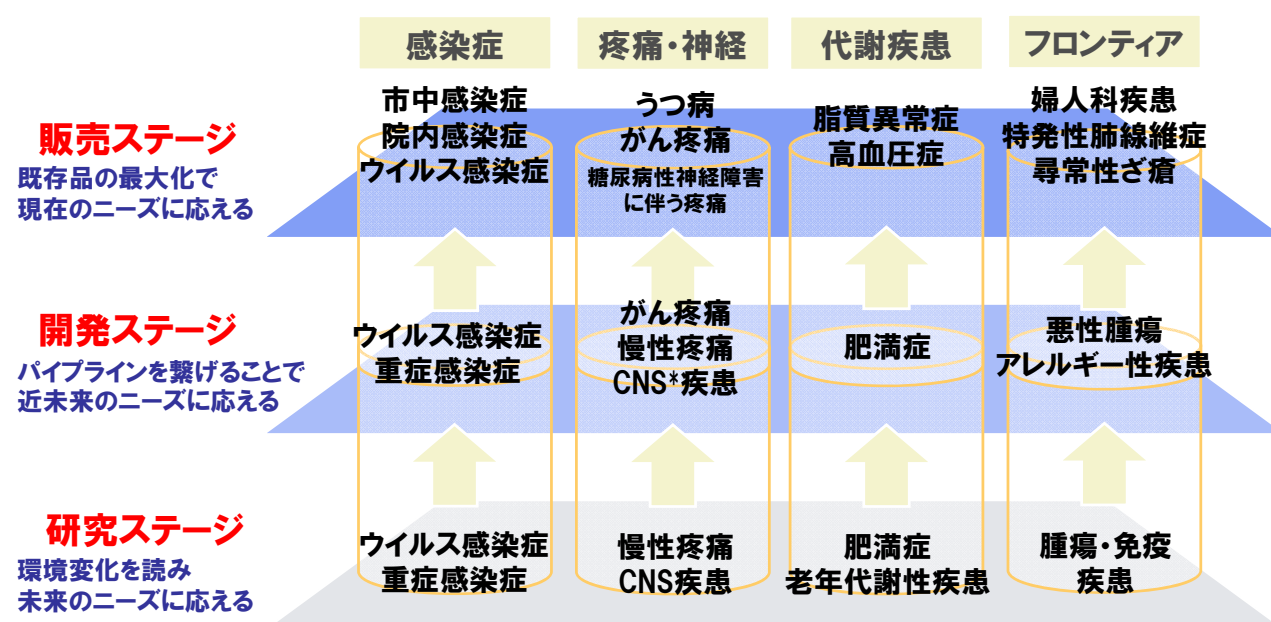 感染症
疼痛・神経
代謝疾患
フロンティア
販売ステージ
既存品の最大化で
現在のニーズに応える
市中感染症
院内感染症
ウイルス感染症
うつ病
がん疼痛
糖尿病性神経障害
に伴う疼痛
脂質異常症
高血圧症
婦人科疾患
特発性肺線維症
尋常性ざ瘡
開発ステージ
パイプラインを繋げることで
近未来のニーズに応える
ウイルス感染症
重症感染症
がん疼痛
慢性疼痛
CNS*疾患
肥満症
悪性腫瘍
アレルギー性疾患
研究ステージ
環境変化を読み
未来のニーズに応える
ウイルス感染症
重症感染症
慢性疼痛
CNS疾患
肥満症
老年代謝性疾患
腫瘍・免疫
疾患